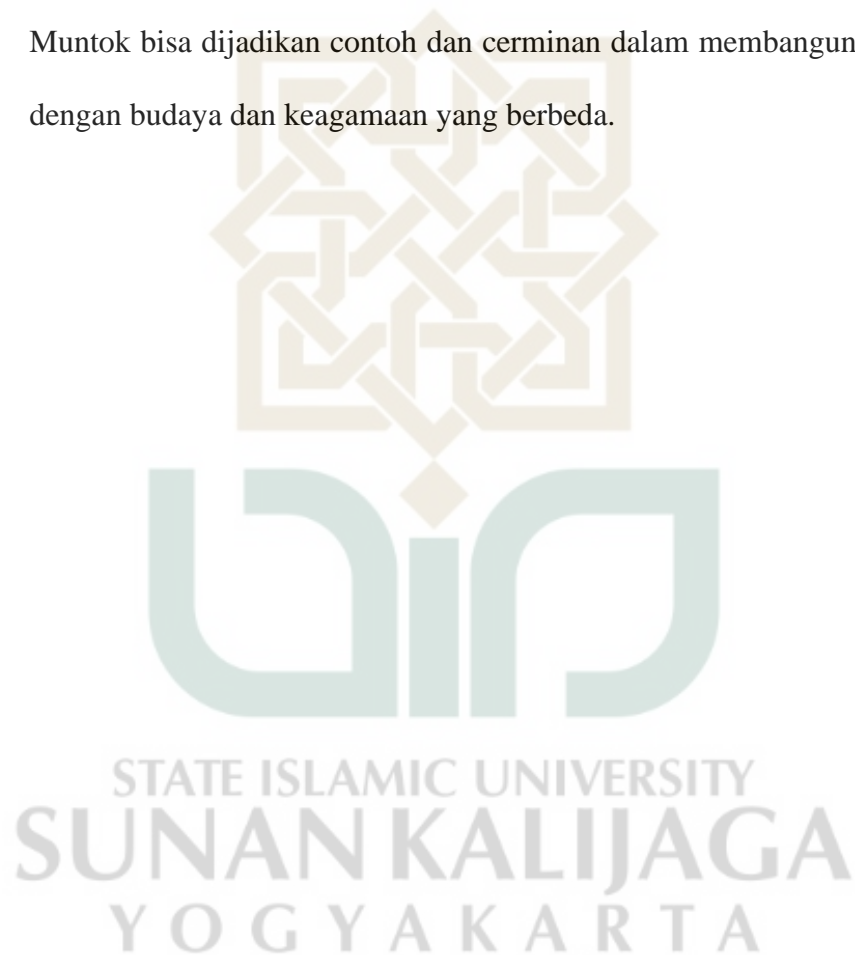 Muntok bisa dijadikan contoh dan cerminan dalam membangun
dengan budaya dan keagamaan yang berbeda.
STATE ISLAMIC UNIVERSITY
SUNAN KALIJAGA
YOGYAKARTA